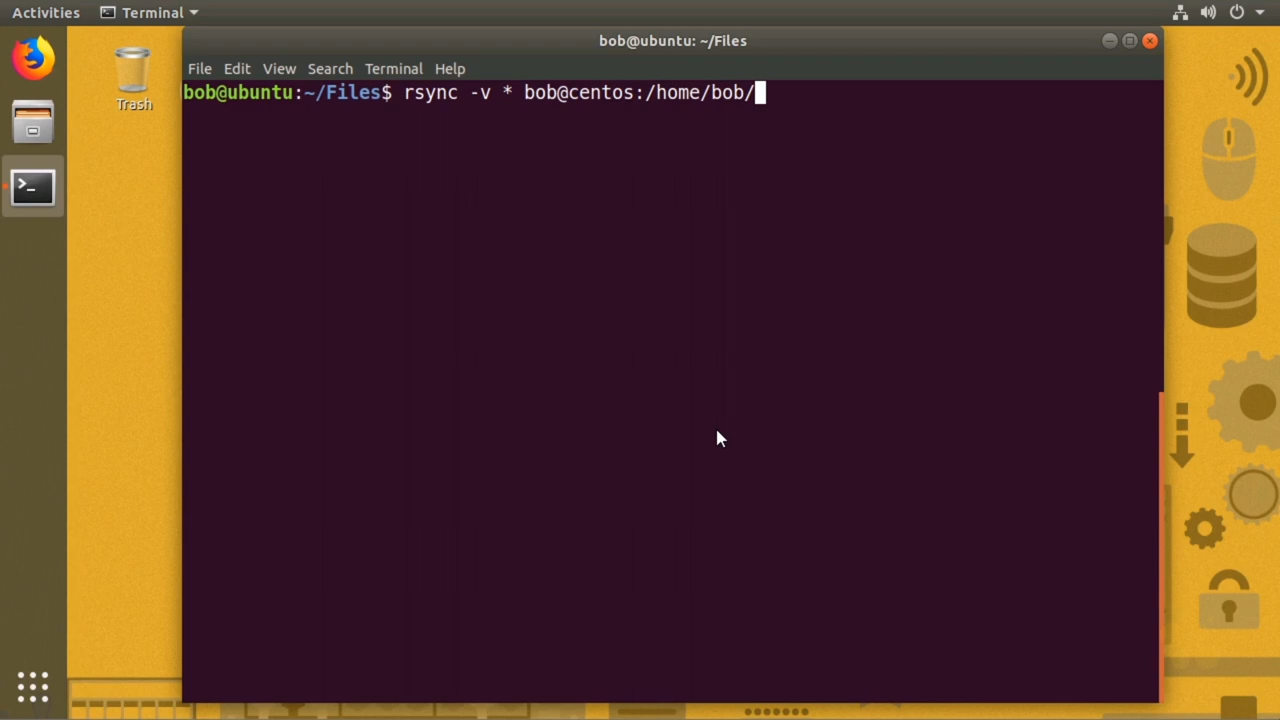 Activities Terminal
Trash
bob@ubuntu: ~/Files
File Edit View Search Terminal Help
bob@ubuntu:~/Files$ rsync -v * bob@centos:/home/bob/